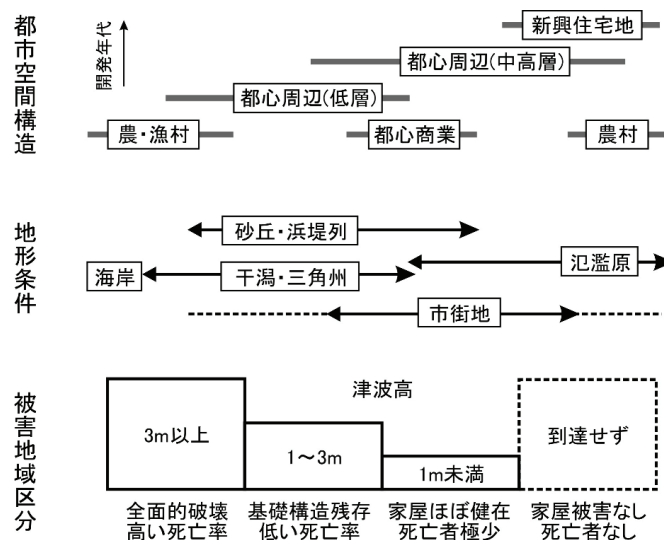 都市空間構造
開発年代
新興住宅地
都心周辺(中高層)
都心周辺(低層)
農・漁村
都心商業
農村
地形条件
砂丘・浜堤列
海岸
干潟・三角州
氾濫原
市街地
被害地域区分
津波高
3m以上
1～3m
1m未満
到達せず
全面的破壊
高い死亡率
基礎構造残存
低い死亡率
家屋ほぼ健在
死亡者極少
家屋被害なし
死亡者なし